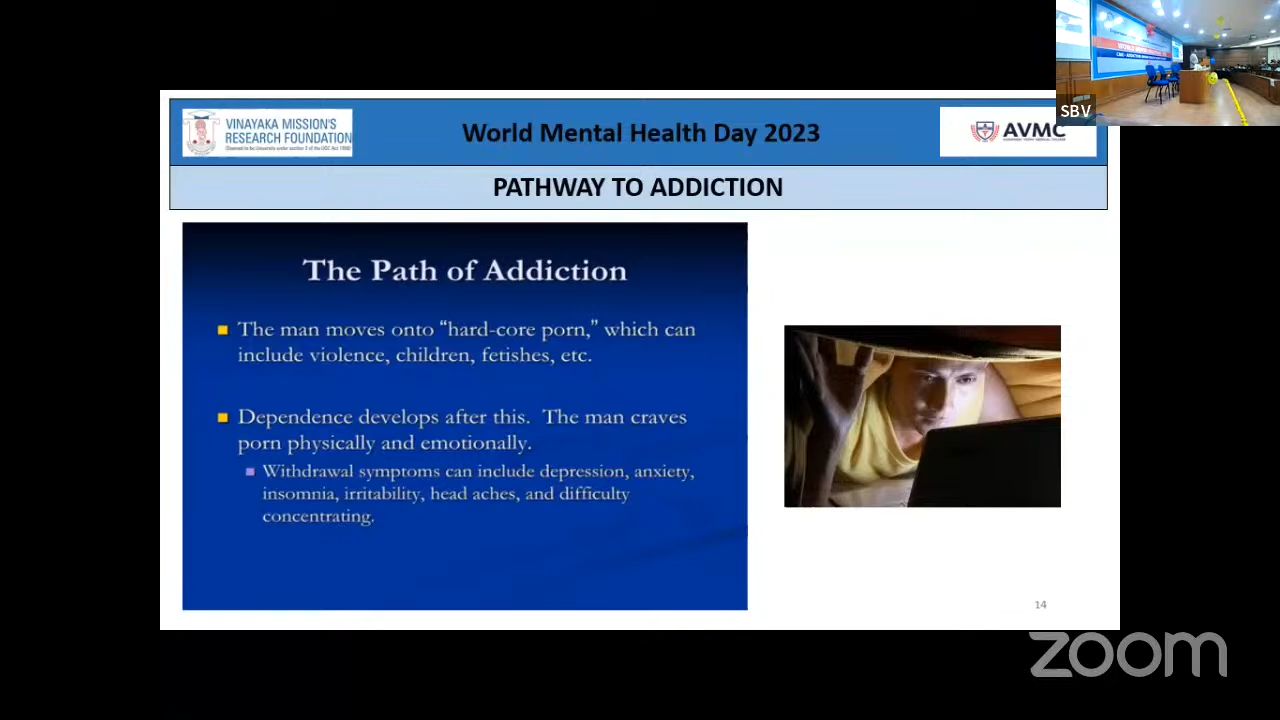 VINAYAKA MISSION'S
RESEARCH FOUNDATION
World Mental Health Day 2023
AVMC
SBV
PATHWAY TO ADDICTION
The Path of Addiction
The man moves onto “hard-core porn,” which can
include violence, children, fetishes, etc.
Dependence develops after this. The man craves
porn physically and emotionally.
Withdrawal symptoms can include depression, anxiety,
insomnia, irritability, head aches, and difficulty
concentrating.
14
zoom